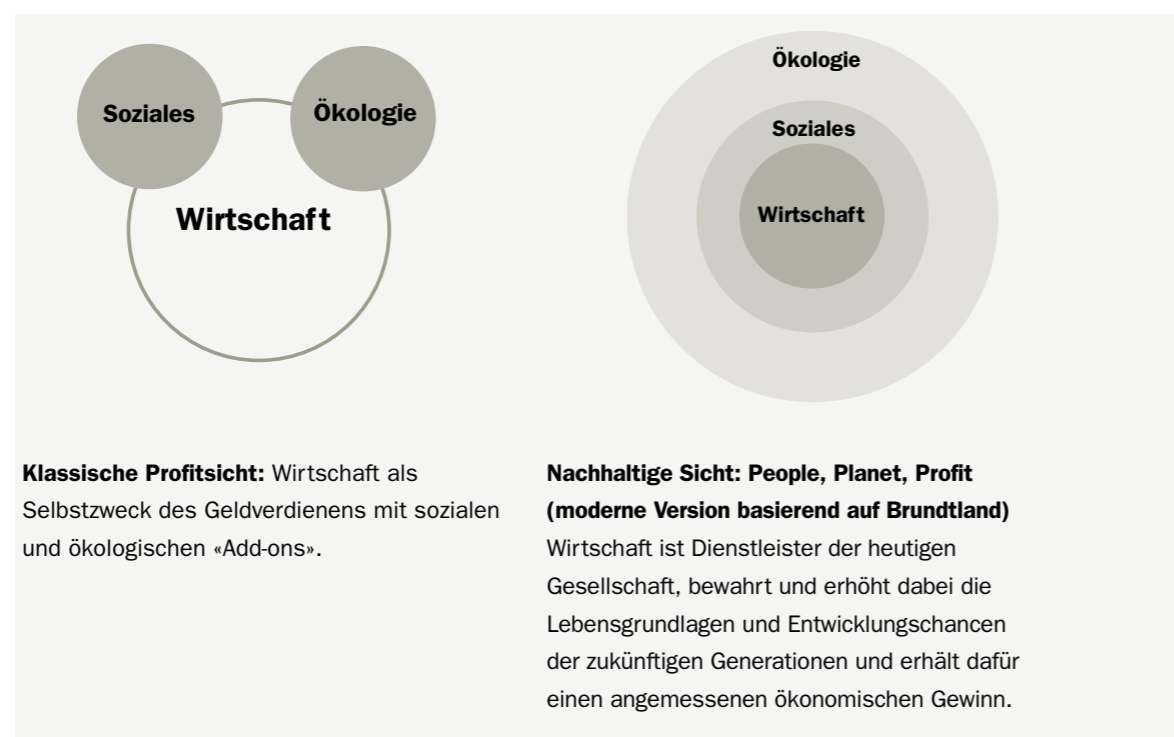 Soziales
Ökologie
Wirtschaft
Ökologie
Soziales
Wirtschaft
Klassische Profitsicht: Wirtschaft als
Selbstzweck des Geldverdienens mit sozialen
und ökologischen «Add-ons».
Nachhaltige Sicht: People, Planet, Profit
(moderne Version basierend auf Brundtland)
Wirtschaft ist Dienstleister der heutigen
Gesellschaft, bewahrt und erhöht dabei die
Lebensgrundlagen und Entwicklungschancen
der zukünftigen Generationen und erhält dafür
einen angemessenen ökonomischen Gewinn.